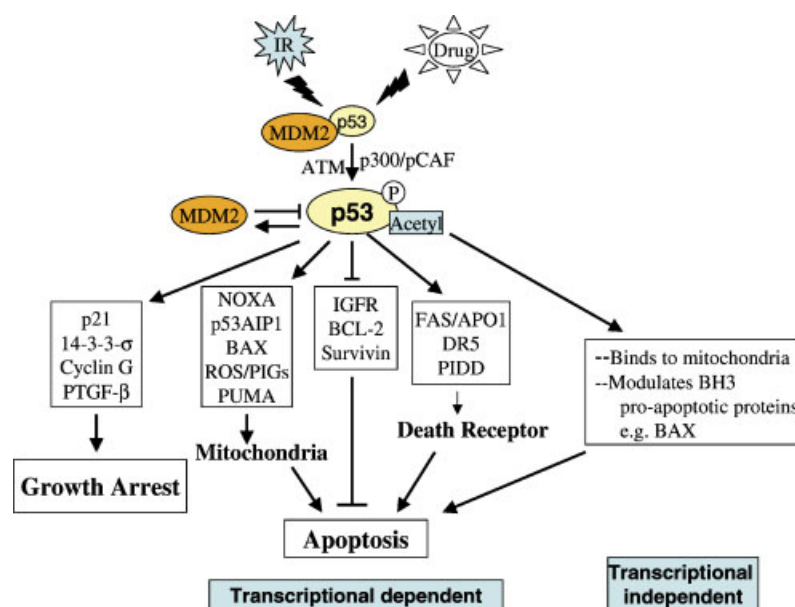 IR
Drug
MDM2
p53
ATM
p300/pCAF
MDM2
p53
P
Acetyl
p21
14-3-3-σ
Cyclin G
PTGF-β
Growth Arrest
NOXA
p53AIP1
BAX
ROS/PIGs
PUMA
Mitochondria
IGFR
BCL-2
Survivin
FAS/APO1
DR5
PIDD
Death Receptor
--Binds to mitochondria
--Modulates BH3
pro-apoptotic proteins
e.g. BAX
Apoptosis
Transcriptional dependent
Transcriptional
independent